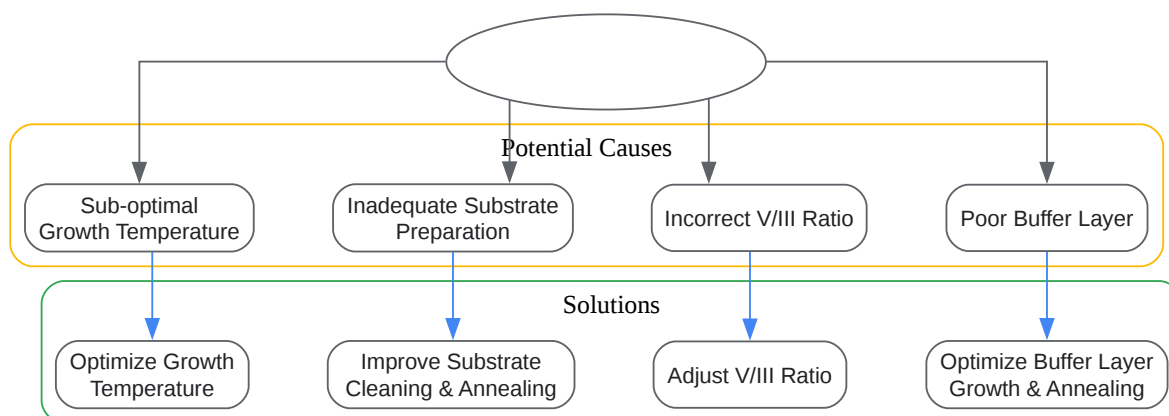 Potential Causes
Sub-optimal
Growth Temperature
Inadequate Substrate
Preparation
Incorrect V/III Ratio
Poor Buffer Layer
Solutions
Optimize Growth
Temperature
Improve Substrate
Cleaning & Annealing
Adjust V/III Ratio
Optimize Buffer Layer
Growth & Annealing